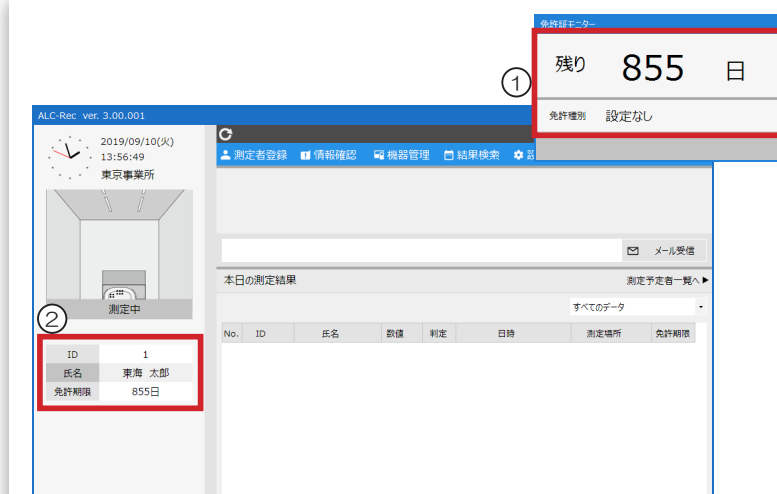 免許証モニター
①
残り 855 日
免許種別 設定なし
ALC-Rec ver. 3.00.001
2019/09/10(火)
13:56:49
東京事業所
測定者登録 情報確認 機器管理 結果検索
メール受信
本日の測定結果 測定予定者一覧へ▶
すべてのデータ
測定中
②
No. ID 氏名 数値 判定 日時 測定場所 免許期限
ID 1
氏名 東海 太郎
免許期限 855日